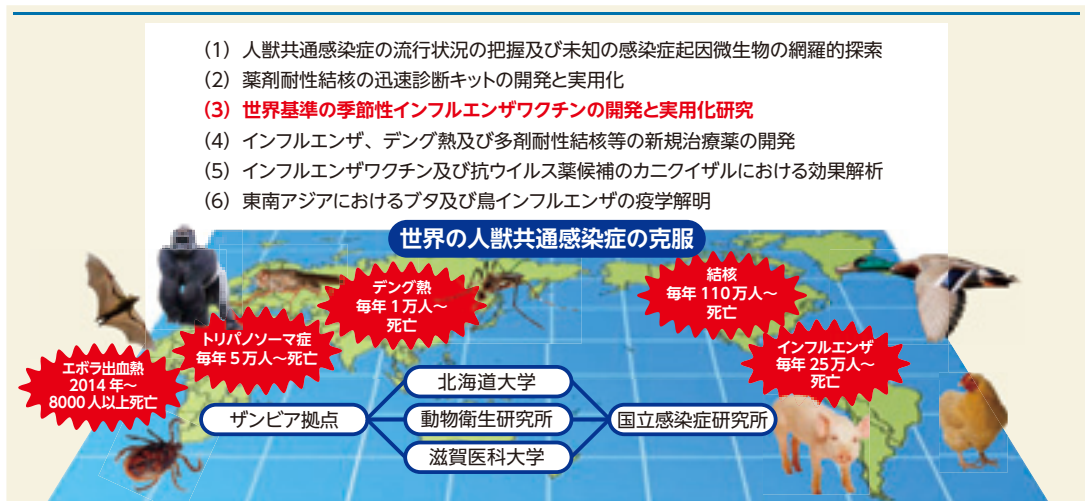 (1) 人獣共通感染症の流行状況の把握及び未知の感染症起因微生物の網羅的探索
(2) 薬剤耐性結核の迅速診断キットの開発と実用化
(3) 世界基準の季節性インフルエンザワクチンの開発と実用化研究
(4) インフルエンザ、デング熱及び多剤耐性結核等の新規治療薬の開発
(5) インフルエンザワクチン及び抗ウイルス薬候補のカニクイザルにおける効果解析
(6) 東南アジアにおけるブタ及び鳥インフルエンザの疫学解明
世界の人獣共通感染症の克服
デング熱
毎年1万人～
死亡
結核
毎年110万人～
死亡
トリパノソーマ症
毎年5万人～死亡
インフルエンザ
毎年25万人～
死亡
エボラ出血熱
2014年～
8000人以上死亡
北海道大学
ザンビア拠点
動物衛生研究所
国立感染症研究所
滋賀医科大学